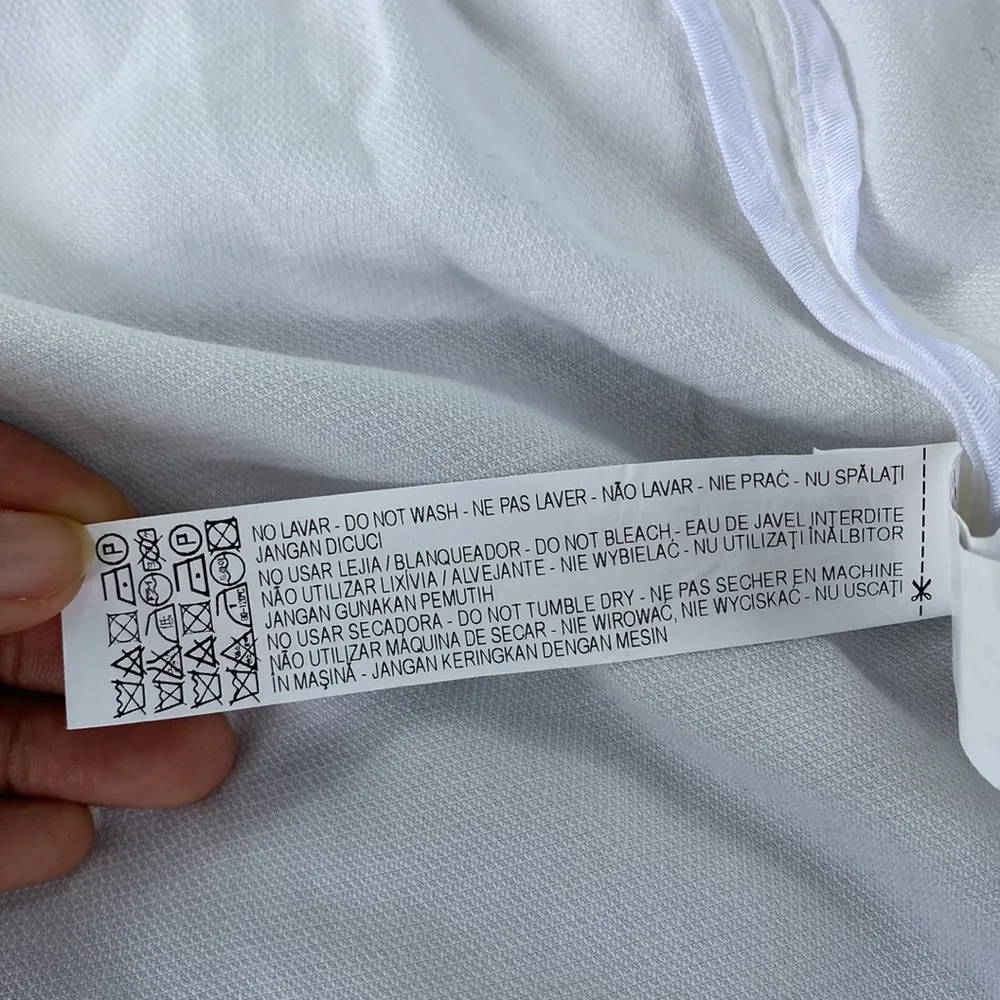 NO LAVAR - DO NOT WASH - NE PAS LAVER - NÃO LAVAR - NIE PRAĆ - NU SPĂLAŢI
JANGAN DICUCI
NO USAR LEJIA / BLANQUEADOR - DO NOT BLEACH - EAU DE JAVEL INTERDITE
NÃO UTILIZAR LIXÍVIA / ALVEJANTE - NIE WYBIELAĆ - NU UTILIZAŢI ÎNĂLBITOR
JANGAN GUNAKAN PEMUTIH
NO USAR SECADORA - DO NOT TUMBLE DRY - NE PAS SECHER EN MACHINE
NÃO UTILIZAR MÁQUINA DE SECAR - NIE WIROWAĆ, NIE WYCISKAĆ - NU USCAŢI
ÎN MAŞINĂ - JANGAN KERINGKAN DENGAN MESIN
P
P